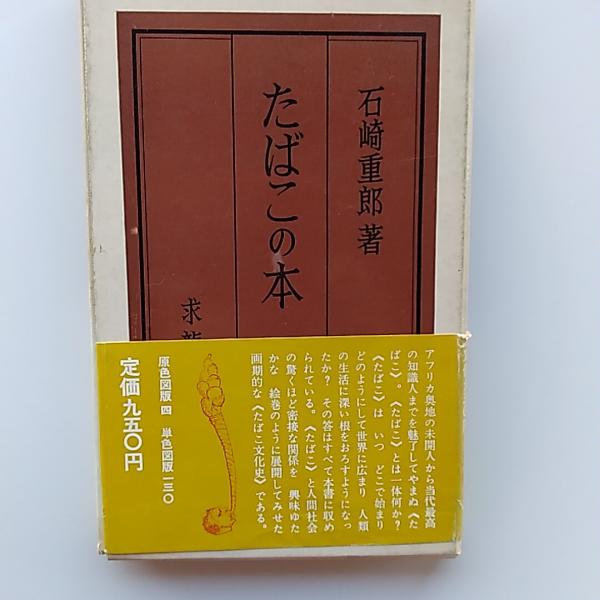 石崎重郎著
たばこの本
求龍
アフリカ奥地の未開人から当代最高
の知識人までを魅了してやまぬ《た
ばこ》。《たばこ》とは一体何か?
《たばこ》は いつ どこで始まり
どのようにして世界に広まり 人類
の生活に深い根をおろすようになっ
たか? その答はすべて本書に収め
られている。《たばこ》と人間社会
の驚くほど密接な関係を 興味ゆた
かな 絵巻のように展開してみせた
画期的な《たばこ文化史》である。
原色図版四 単色図版一三〇
定価九五〇円